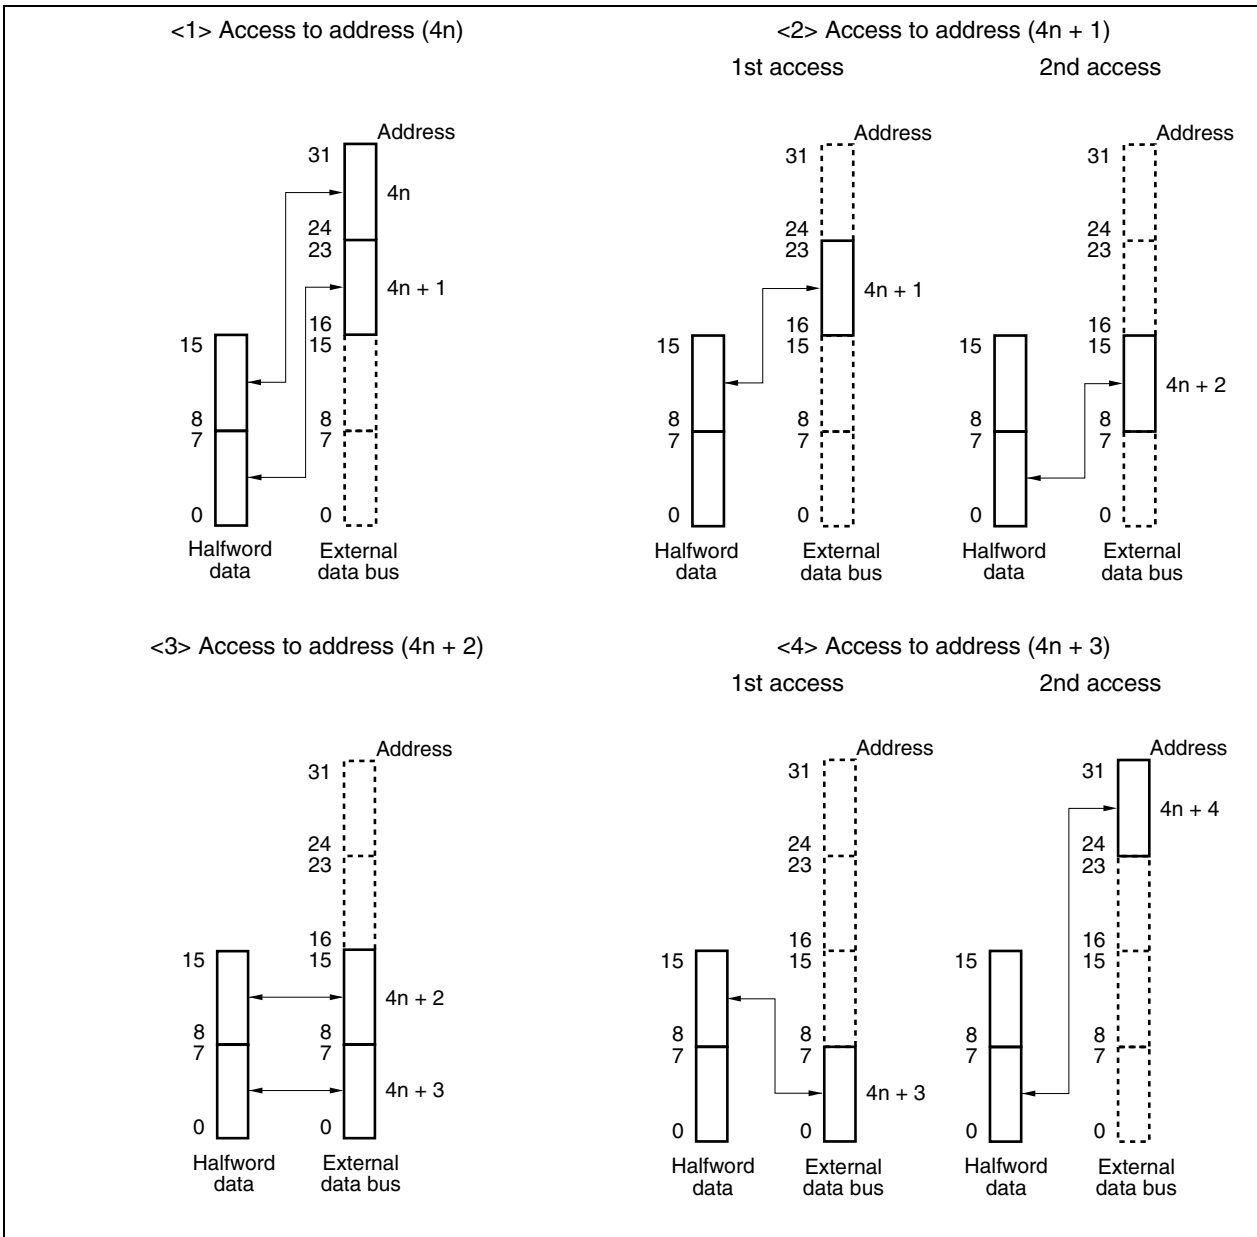 <1> Access to address (4n)
Address
31
4n
24
23
4n + 1
16
15
15
8
7
8
7
0
0
Halfword data
External data bus
<2> Access to address (4n + 1)
1st access
Address
31
24
23
4n + 1
16
15
15
8
7
8
7
0
0
Halfword data
External data bus
2nd access
Address
31
24
23
16
15
15
4n + 2
8
7
8
7
0
0
Halfword data
External data bus
<3> Access to address (4n + 2)
Address
31
24
23
16
15
15
4n + 2
8
7
8
7
4n + 3
0
0
Halfword data
External data bus
<4> Access to address (4n + 3)
1st access
Address
31
24
23
16
15
15
8
7
8
7
4n + 3
0
0
Halfword data
External data bus
2nd access
Address
31
4n + 4
24
23
16
15
15
8
7
8
7
0
0
Halfword data
External data bus